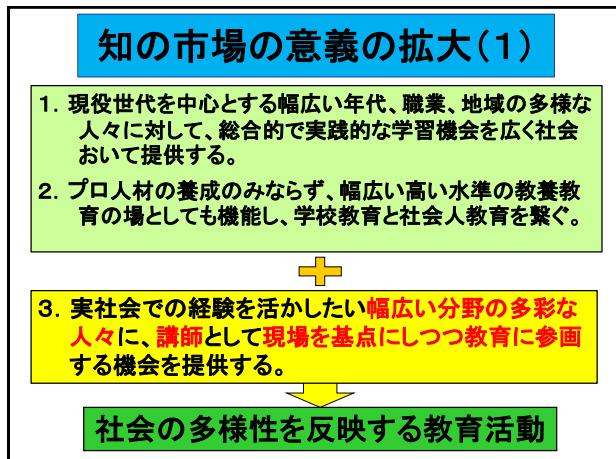 知の市場の意義の拡大(1)
1. 現役世代を中心とする幅広い年代、職業、地域の多様な
人々に対して、総合的で実践的な学習機会を広く社会
おいて提供する。
2. プロ人材の養成のみならず、幅広い高い水準の教養教
育の場としても機能し、学校教育と社会人教育を繋ぐ。
3. 実社会での経験を活かしたい幅広い分野の多彩な
人々に、講師として現場を基点にしつつ教育に参画
する機会を提供する。
社会の多様性を反映する教育活動